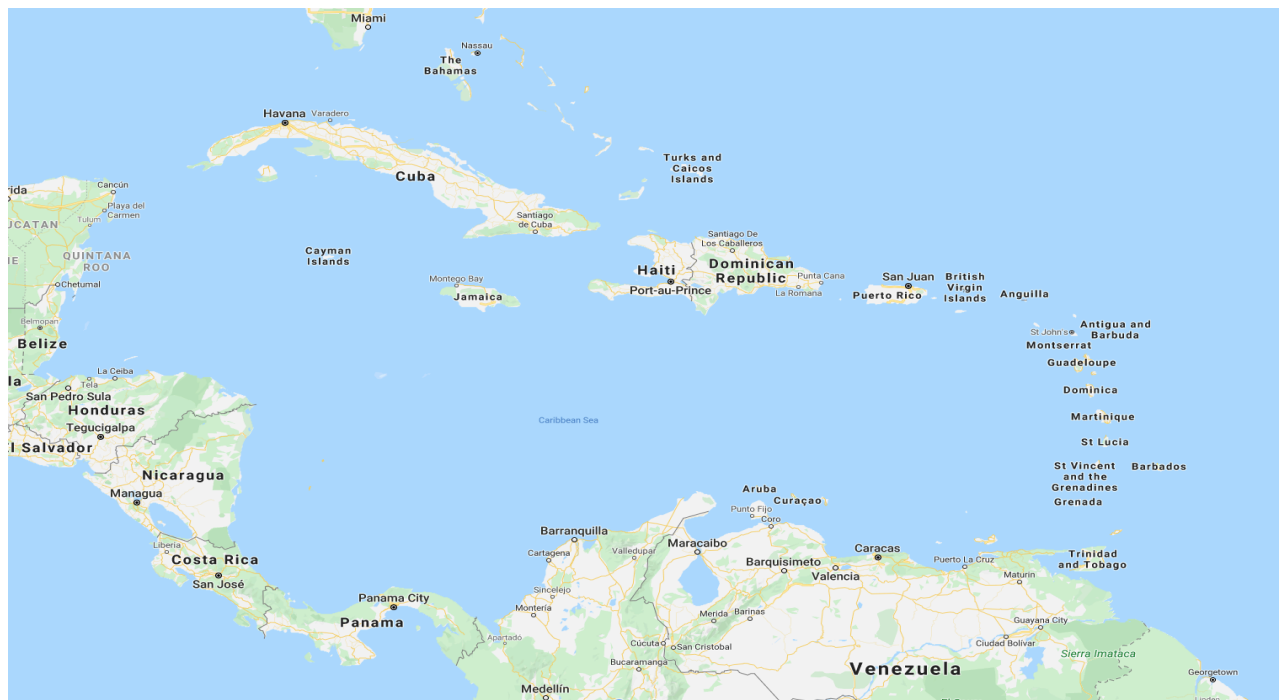 Miami
Nassau
The
Bahamas
Havana
Varadero
Turks and
Caicos
Islands
Cuba
rida
Cancún
Playa del
Carmen
Tulum
UCATAN
Santiago
de Cuba
Santiago De
Los Caballeros
Cayman
Islands
QUINTANA
ROO
Haiti
Dominican
Republic
Punta Cana
San Juan
British
Virgin
Islands
Montego Bay
Chetumal
Port-au-Prince
La Romana
Puerto Rico
Anguilla
Jamaica
Belmopan
Belize
St John's
Antigua and
Barbuda
Montserrat
Guadeloupe
La Ceiba
la
Tela
San Pedro Sula
Dominica
Honduras
Martinique
Tegucigalpa
Caribbean Sea
l Salvador
St Lucia
Nicaragua
St Vincent
and the
Grenadines
Barbados
Managua
Aruba
Curaçao
Grenada
Punto Fijo
Coro
Barranquilla
Liberia
Costa Rica
Cartagena
Valledupar
Maracaibo
Caracas
Barquisimeto
Puerto La Cruz
Trinidad
and Tobago
Valencia
Maturin
San José
Sincelejo
Panama City
Montería
Merida
Barinas
Panama
Guayana City
Apartadó
Cúcuta
San Cristobal
Ciudad Bolívar
Sierra Imataca
Bucaramanga
Venezuela
Georgetown
Medellín